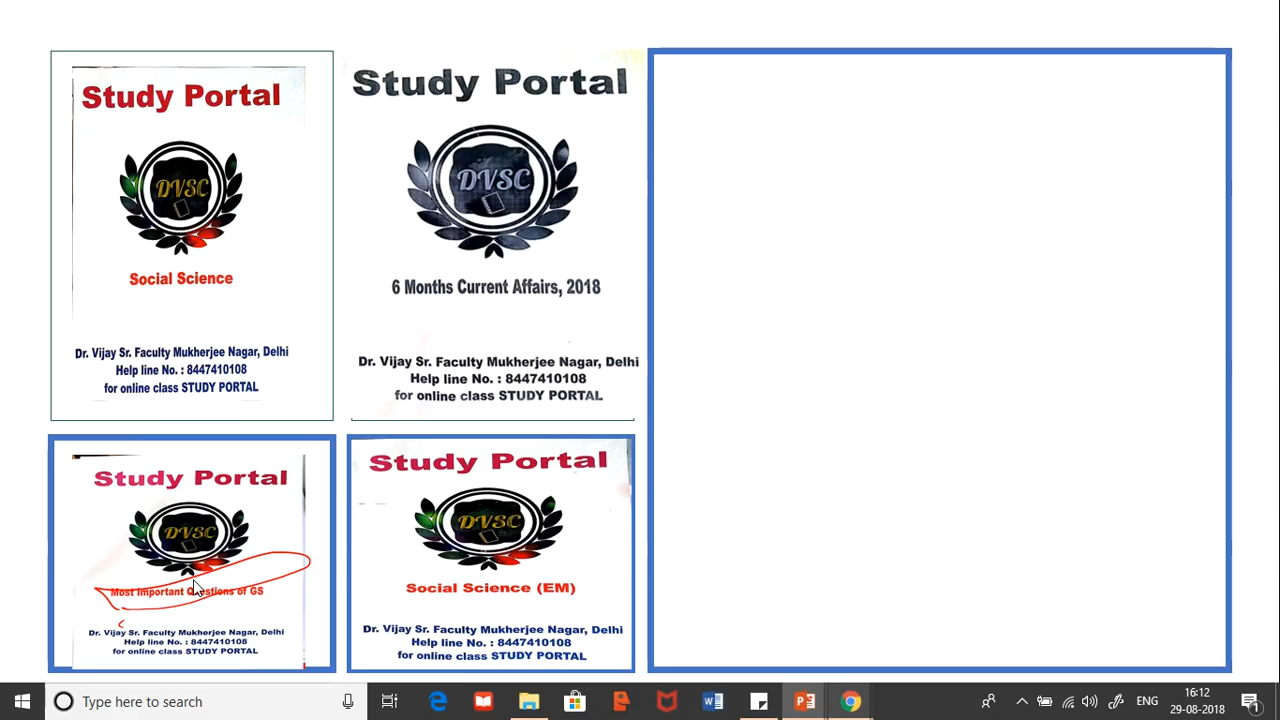 Study Portal
DVSC
Social Science
Dr. Vijay Sr. Faculty Mukherjee Nagar, Delhi
Help line No. : 8447410108
for online class STUDY PORTAL
Study Portal
DVSC
6 Months Current Affairs, 2018
Dr. Vijay Sr. Faculty Mukherjee Nagar, Delhi
Help line No. : 8447410108
for online class STUDY PORTAL
Study Portal
DVSC
Most Important Questions of GS
Dr. Vijay Sr. Faculty Mukherjee Nagar, Delhi
Help line No. : 8447410108
for online class STUDY PORTAL
Study Portal
DVSC
Social Science (EM)
Dr. Vijay Sr. Faculty Mukherjee Nagar, Delhi
Help line No. : 8447410108
for online class STUDY PORTAL
Type here to search
ENG
16:12
29-08-2018